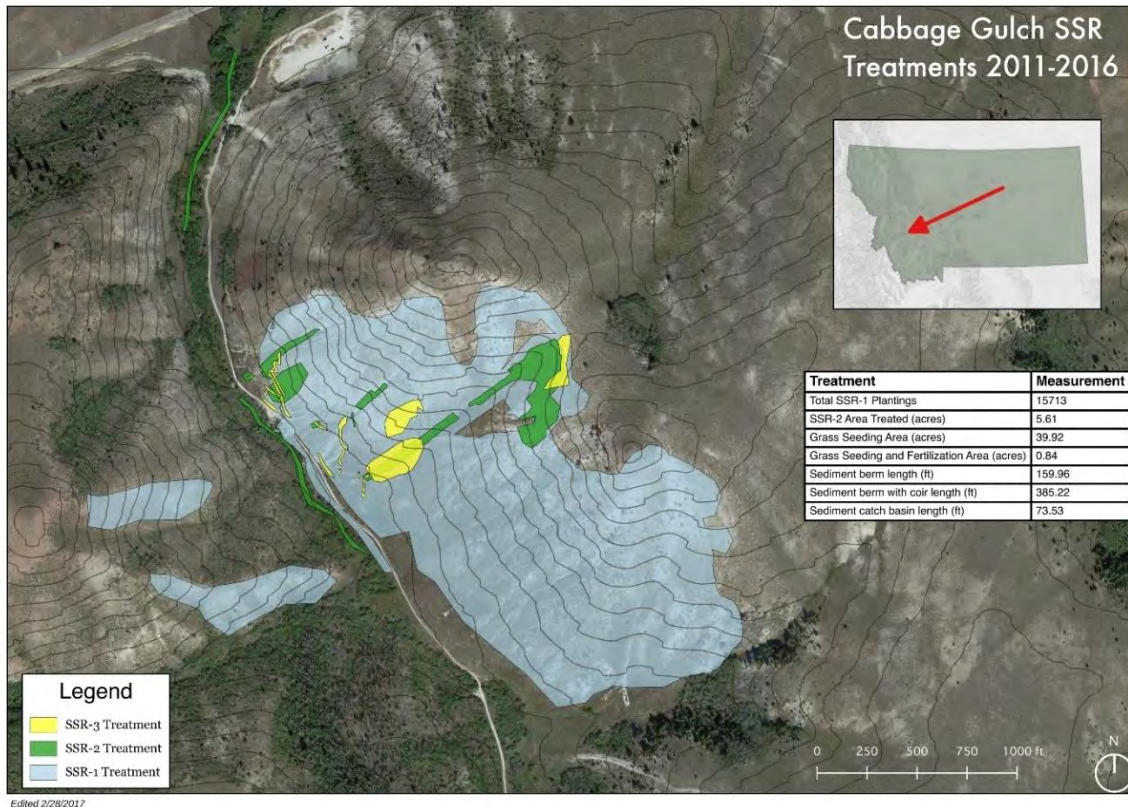 Cabbage Gulch SSR
Treatments 2011-2016
Treatment Measurement
Total SSR-1 Plantings 15713
SSR-2 Area Treated (acres) 5.61
Grass Seeding Area (acres) 39.92
Grass Seeding and Fertilization Area (acres) 0.84
Sediment berm length (ft) 159.96
Sediment berm with coir length (ft) 385.22
Sediment catch basin length (ft) 73.53
Legend
SSR-3 Treatment
SSR-2 Treatment
SSR-1 Treatment
0 250 500 750 1000 ft
N
Edited 2/28/2017